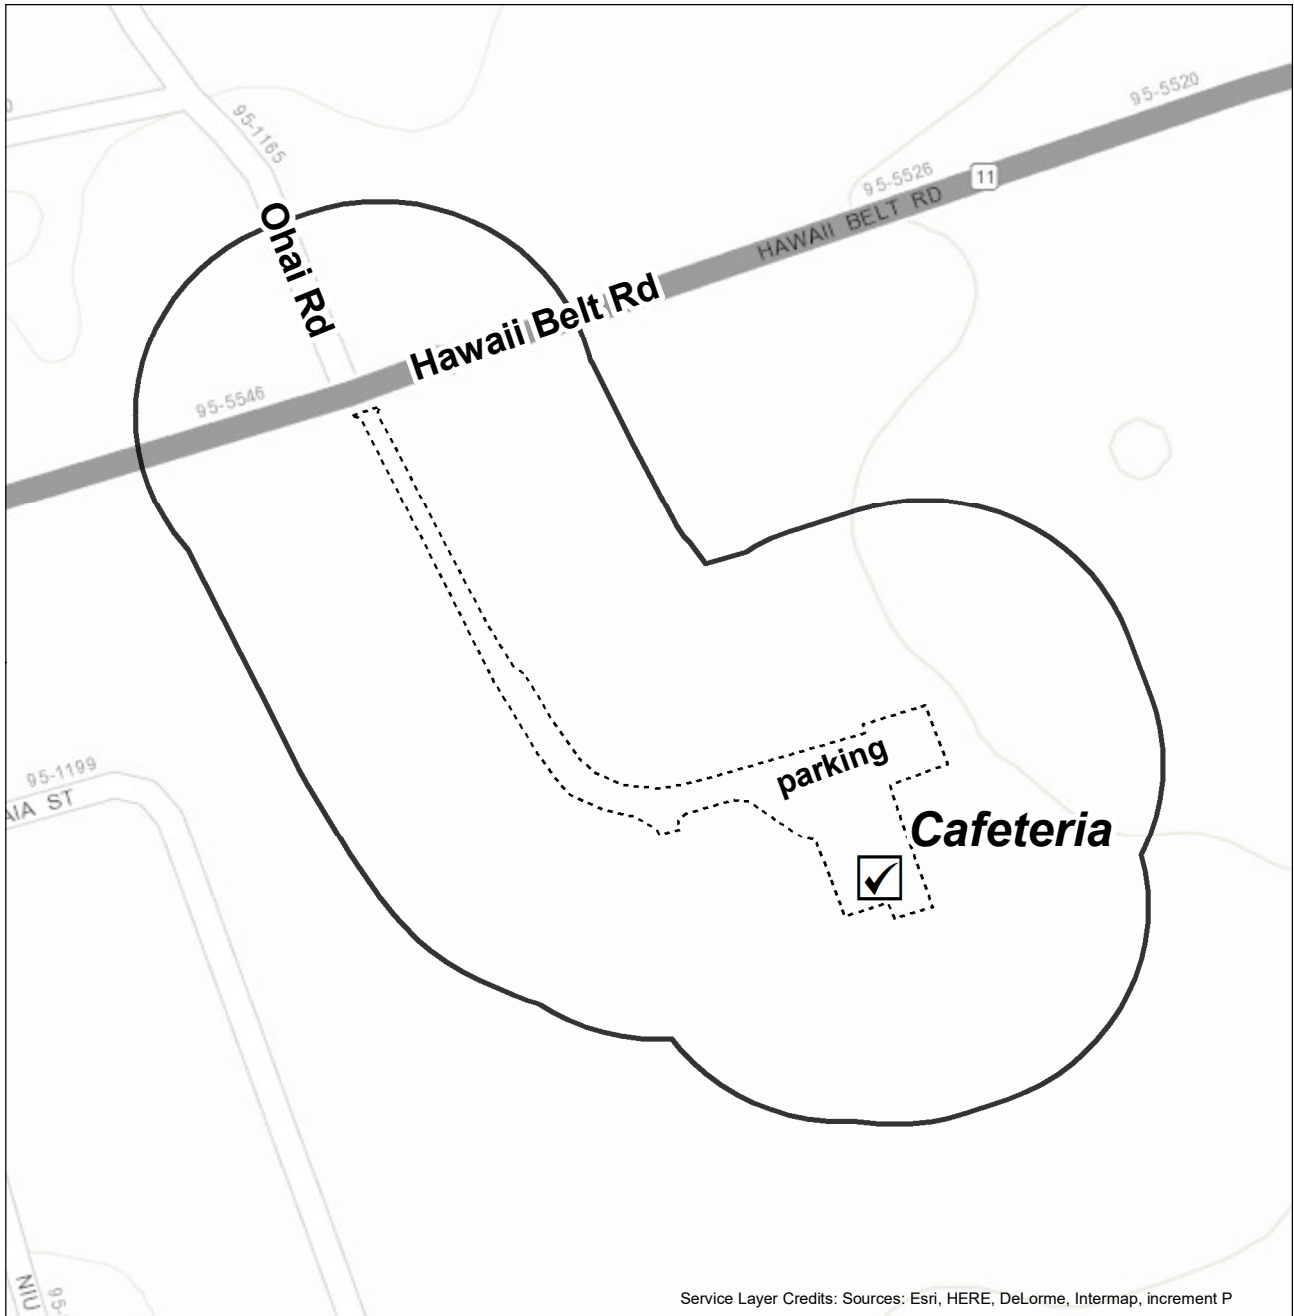 95-5520
95-1165
95-5526
11
HAWAII BELT RD
Ohai Rd
Hawaii Belt Rd
95-5546
parking
95-1199
AIA ST
Cafeteria
NIU
95-
Service Layer Credits: Sources: Esri, HERE, DeLorme, Intermap, increment P